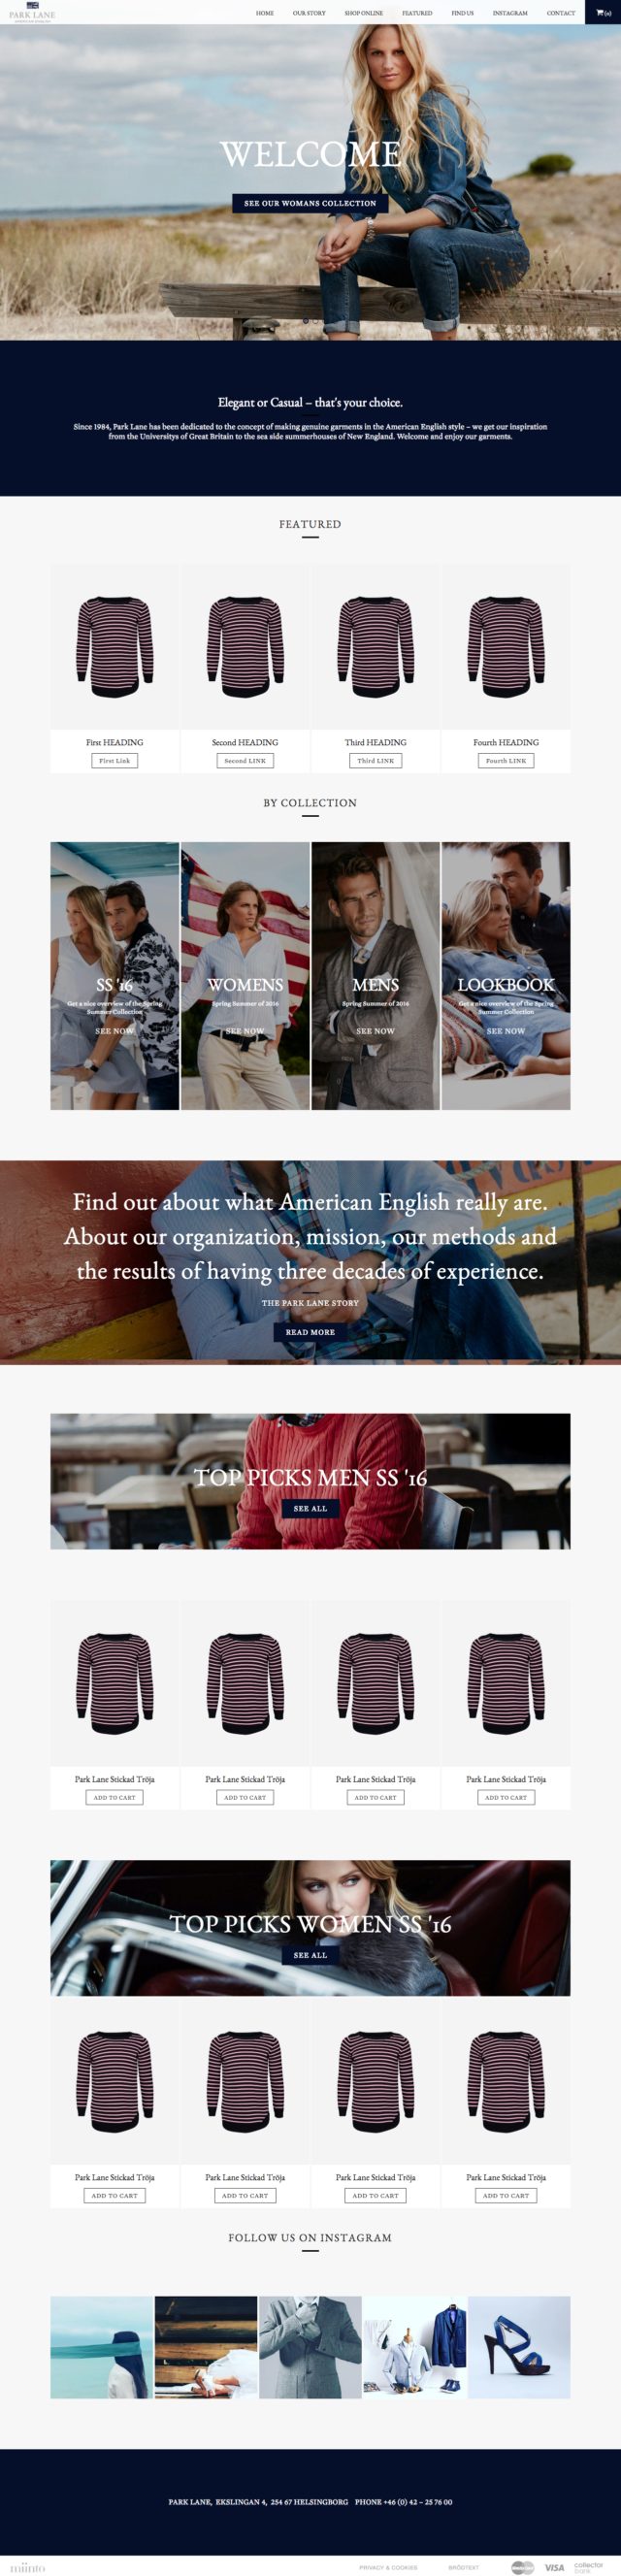 PARK LANE
HOME OUR STORY SHOP ONLINE FEATURED FIND US INSTAGRAM CONTACT (0)
WELCOME
SEE OUR WOMANS COLLECTION
Elegant or Casual – that's your choice.
Since 1984, Park Lane has been dedicated to the concept of making genuine garments in the American English style – we get our inspiration
from the Universitys of Great Britain to the sea side summerhouses of New England. Welcome and enjoy our garments.
FEATURED
First HEADING Second HEADING Third HEADING Fourth HEADING
First Link Second LINK Third LINK Fourth LINK
BY COLLECTION
SS '16 WOMENS MENS LOOKBOOK
Get a nice overview of the Spring Spring Summer of 2016 Spring Summer of 2016 Get a nice overview of the Spring
Summer Collection Summer Collection
SEE NOW SEE NOW SEE NOW SEE NOW
Find out about what American English really are.
About our organization, mission, our methods and
the results of having three decades of experience.
THE PARK LANE STORY
READ MORE
TOP PICKS MEN SS '16
SEE ALL
Park Lane Stickad Tröja Park Lane Stickad Tröja Park Lane Stickad Tröja Park Lane Stickad Tröja
ADD TO CART ADD TO CART ADD TO CART ADD TO CART
TOP PICKS WOMEN SS '16
SEE ALL
Park Lane Stickad Tröja Park Lane Stickad Tröja Park Lane Stickad Tröja Park Lane Stickad Tröja
ADD TO CART ADD TO CART ADD TO CART ADD TO CART
FOLLOW US ON INSTAGRAM
PARK LANE, EKSLINGAN 4, 254 67 HELSINGBORG PHONE +46 (0) 42 – 25 76 00
miinto PRIVACY & COOKIES BRÖDTEXT VISA collector
bank